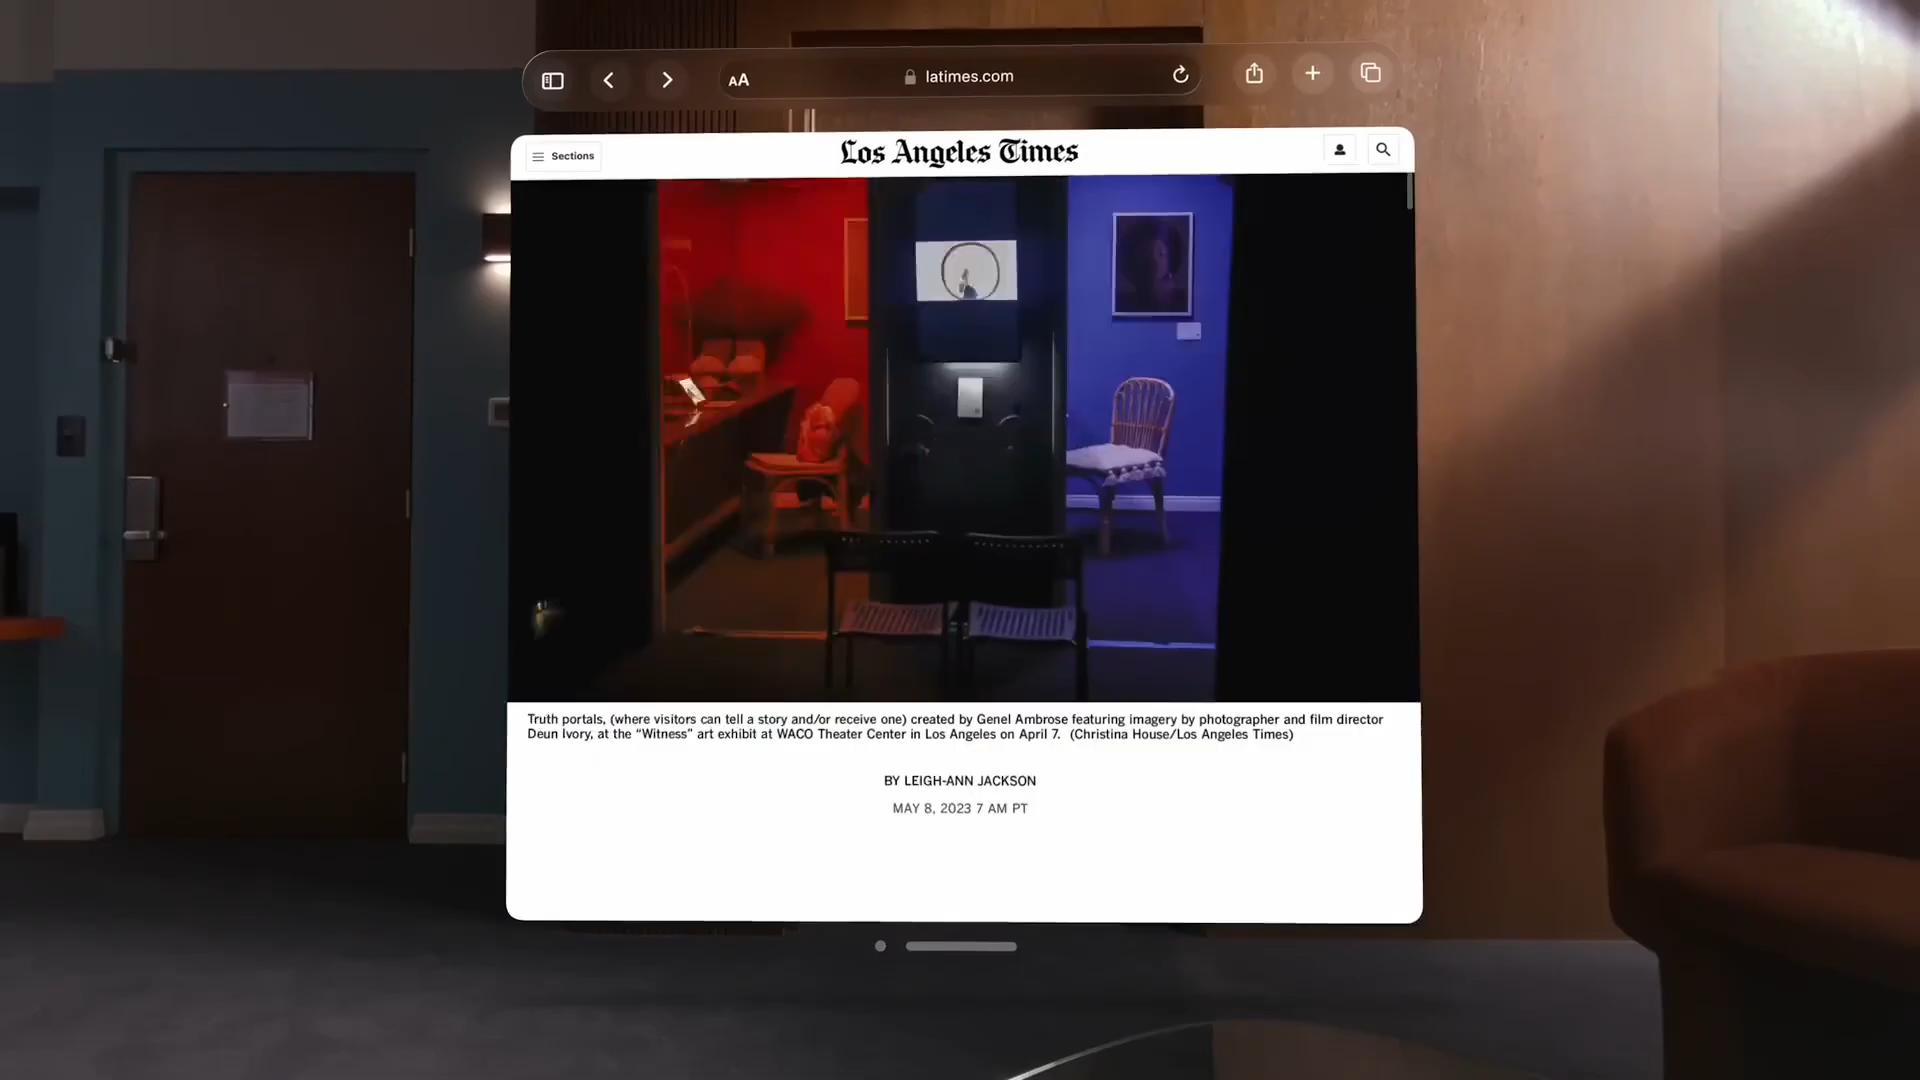 AA
latimes.com
Sections
Los Angeles Times
Truth portals, (where visitors can tell a story and/or receive one) created by Genel Ambrose featuring imagery by photographer and film director
Deun Ivory, at the “Witness” art exhibit at WACO Theater Center in Los Angeles on April 7. (Christina House/Los Angeles Times)
BY LEIGH-ANN JACKSON
MAY 8, 2023 7 AM PT